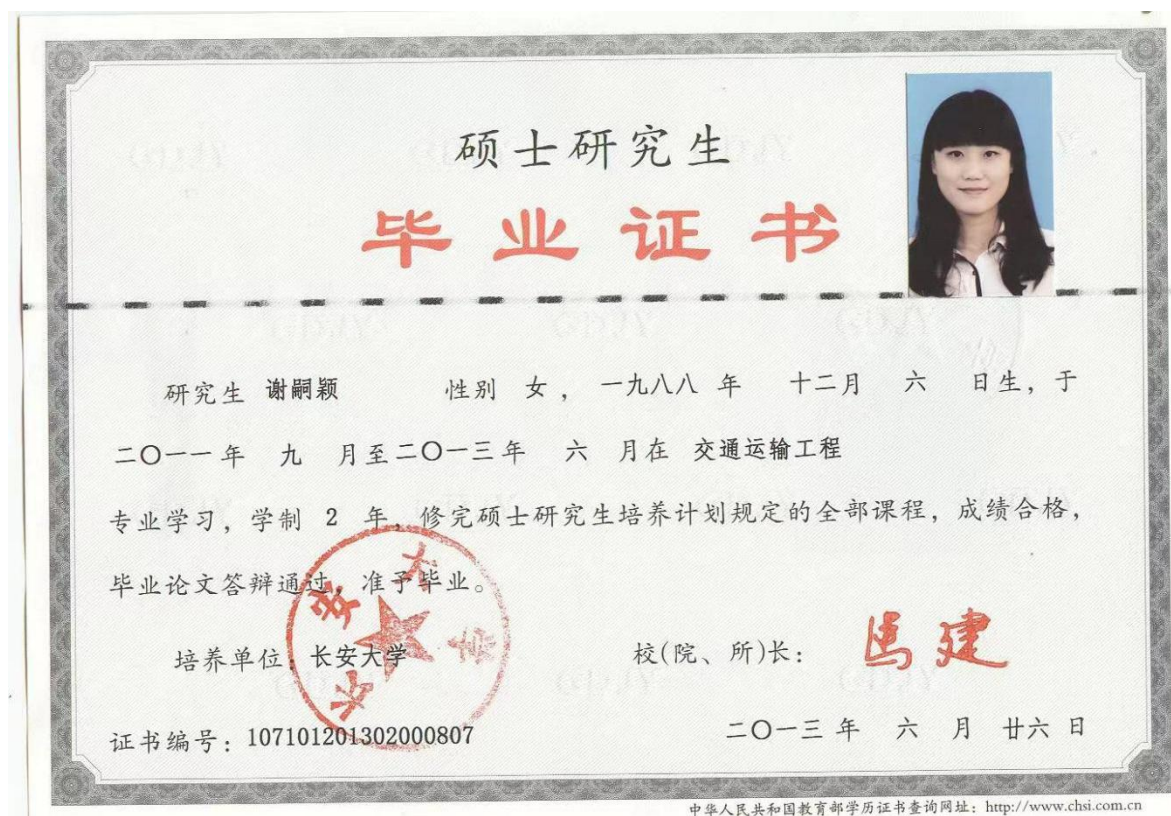 硕士研究生
毕业证书
研究生 谢嗣颖 性别 女， 一九八八 年 十二月 六 日生，于
二〇一一年 九 月至二〇一三年 六 月在 交通运输工程
专业学习，学制 2 年，修完硕士研究生培养计划规定的全部课程，成绩合格，
毕业论文答辩通过，准予毕业。
培养单位：长安大学 校(院、所)长： 马建
长安大学
证书编号：107101201302000807 二〇一三年 六 月 廿六 日
中华人民共和国教育部学历证书查询网址：http://www.chsi.com.cn